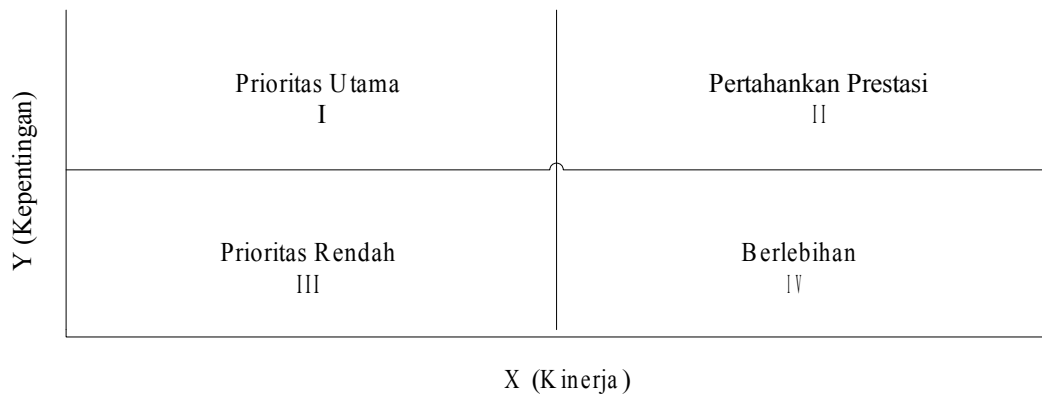 Prioritas Utama
I
Pertahankan Prestasi
II
Y (Kepentingan)
Prioritas Rendah
III
Berlebihan
IV
X (Kinerja)